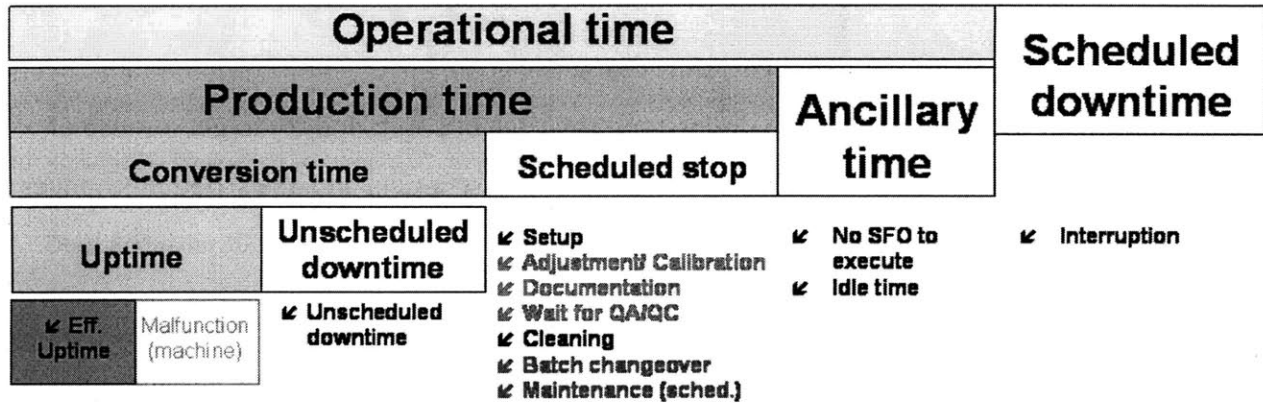 Operational time
Scheduled
downtime
Production time
Ancillary
time
Conversion time
Scheduled stop
Uptime
Unscheduled
downtime
↙ Eff.
Uptime
Malfunction
(machine)
↙ Unscheduled
downtime
↙ Setup
↙ Adjustment/ Calibration
↙ Documentation
↙ Wait for QA/QC
↙ Cleaning
↙ Batch changeover
↙ Maintenance (sched.)
↙ No SFO to
execute
↙ Idle time
↙ Interruption